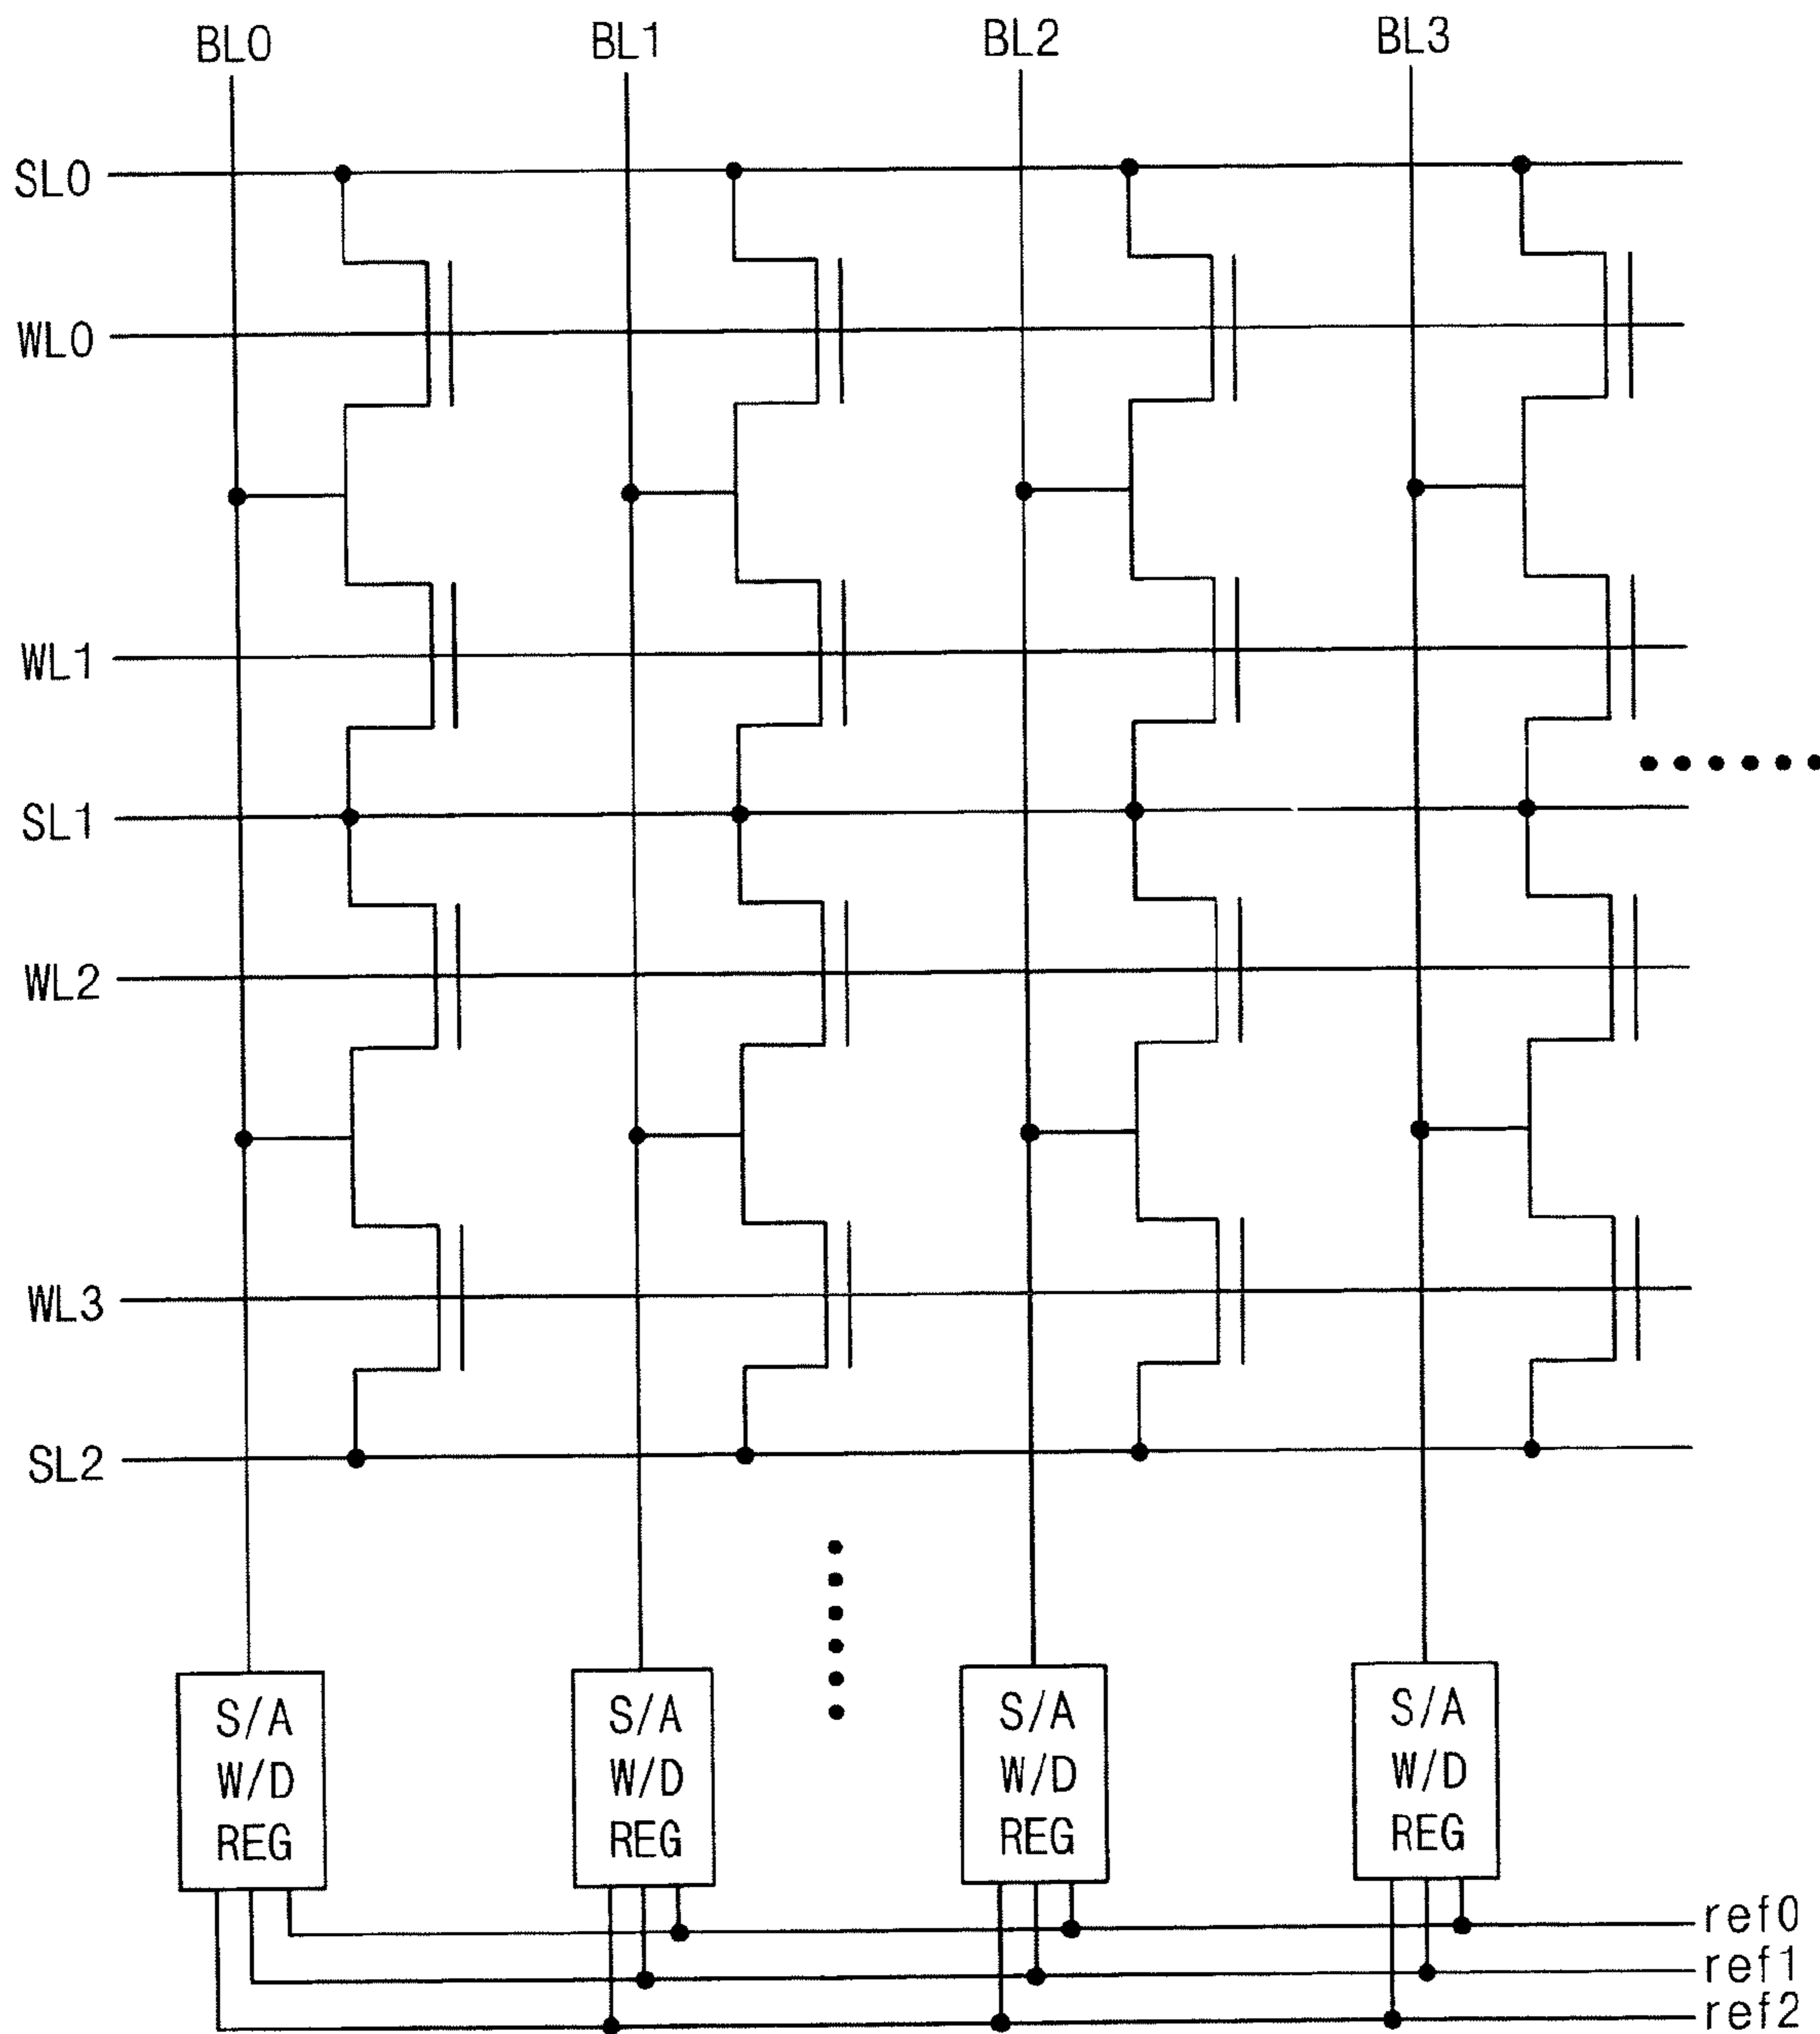 BL0 BL1 BL2 BL3
SL0
WL0
WL1
SL1
WL2
WL3
SL2
S/A S/A S/A S/A
W/D W/D W/D W/D
REG REG REG REG
ref0
ref1
ref2